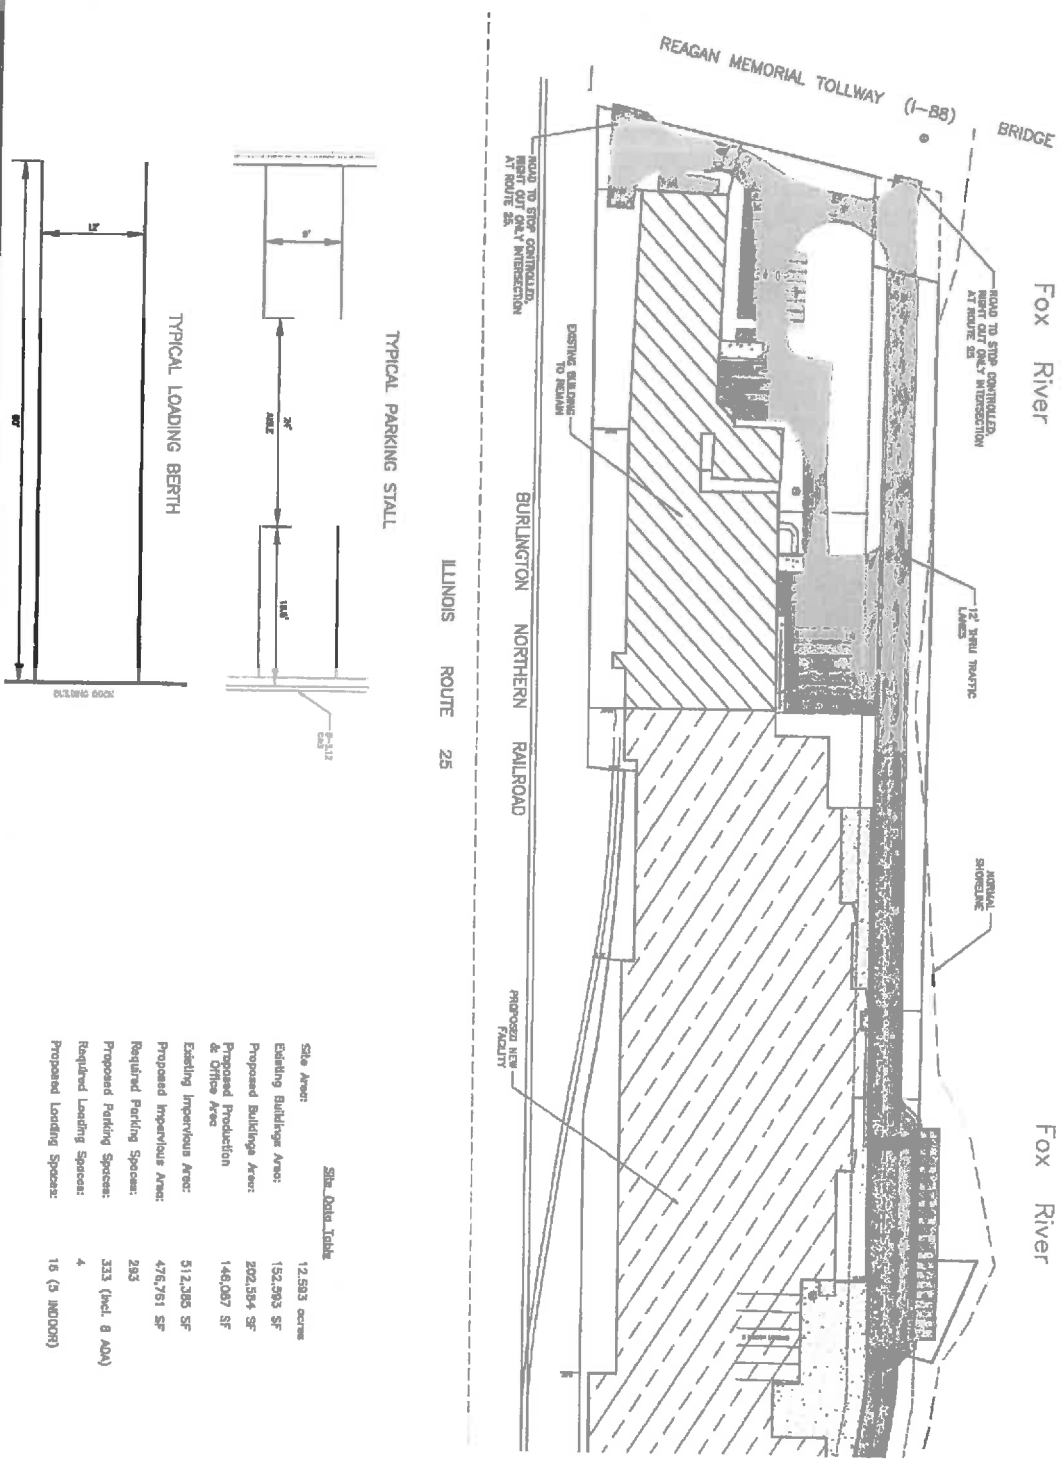 REAGAN MEMORIAL TOLLWAY (I-88)
BRIDGE
Fox River
Fox River
ROAD TO STOP CONTROLLED,
RIGHT OUT ONLY INTERSECTION
AT ROUTE 25
ROAD TO STOP CONTROLLED,
RIGHT OUT ONLY INTERSECTION
AT ROUTE 25
12' THRU TRAFFIC
LANES
NORMAL
SHORELINE
EXISTING BUILDING
TO REMAIN
PROPOSED NEW
FACILITY
BURLINGTON NORTHERN RAILROAD
ILLINOIS ROUTE 25
TYPICAL PARKING STALL
9'
24'
AISLE
18.5'
TYPICAL LOADING BERTH
12'
60'
BUILDING DOCK
Site Data Table
Site Area: 12.593 acres
Existing Buildings Area: 152,593 SF
Proposed Buildings Area: 202,584 SF
Proposed Production
& Office Area 146,067 SF
Existing Impervious Area: 512,385 SF
Proposed Impervious Area: 476,761 SF
Required Parking Spaces: 293
Proposed Parking Spaces: 333 (incl. 8 ADA)
Required Loading Spaces: 4
Proposed Loading Spaces: (5 INDOOR)